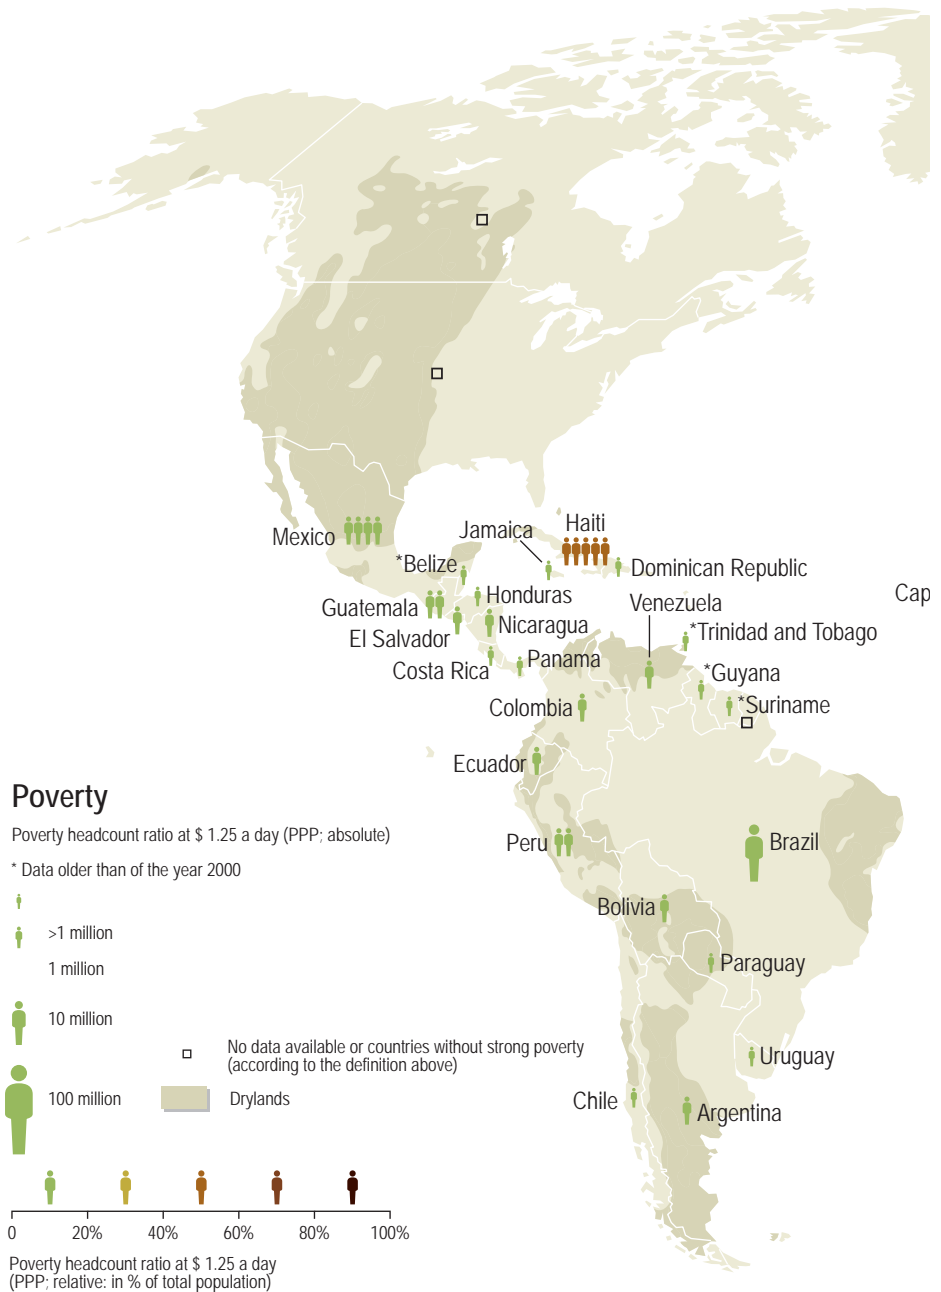 Jamaica
Haiti
Mexico
*Belize
Dominican Republic
Cap
Honduras
Venezuela
Guatemala
Nicaragua
*Trinidad and Tobago
El Salvador
Costa Rica
Panama
*Guyana
Colombia
*Suriname
Ecuador
Poverty
Poverty headcount ratio at $ 1.25 a day (PPP; absolute)
Peru
Brazil
* Data older than of the year 2000
Bolivia
>1 million
1 million
Paraguay
10 million
No data available or countries without strong poverty
(according to the definition above)
Uruguay
100 million
Drylands
Chile
Argentina
0 20% 40% 60% 80% 100%
Poverty headcount ratio at $ 1.25 a day
(PPP; relative: in % of total population)